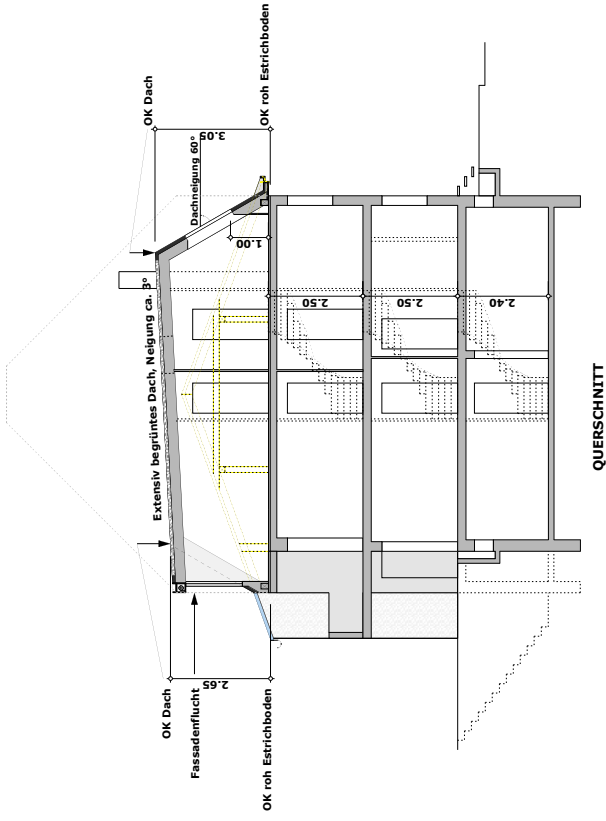 OK Dach
OK roh Estrichboden
3.05
Dachneigung 60°
1.00
Extensiv begrüntes Dach, Neigung ca. 3°
2.50
2.50
2.40
OK Dach
Fassadenflucht
OK roh Estrichboden
2.65
QUERSCHNITT